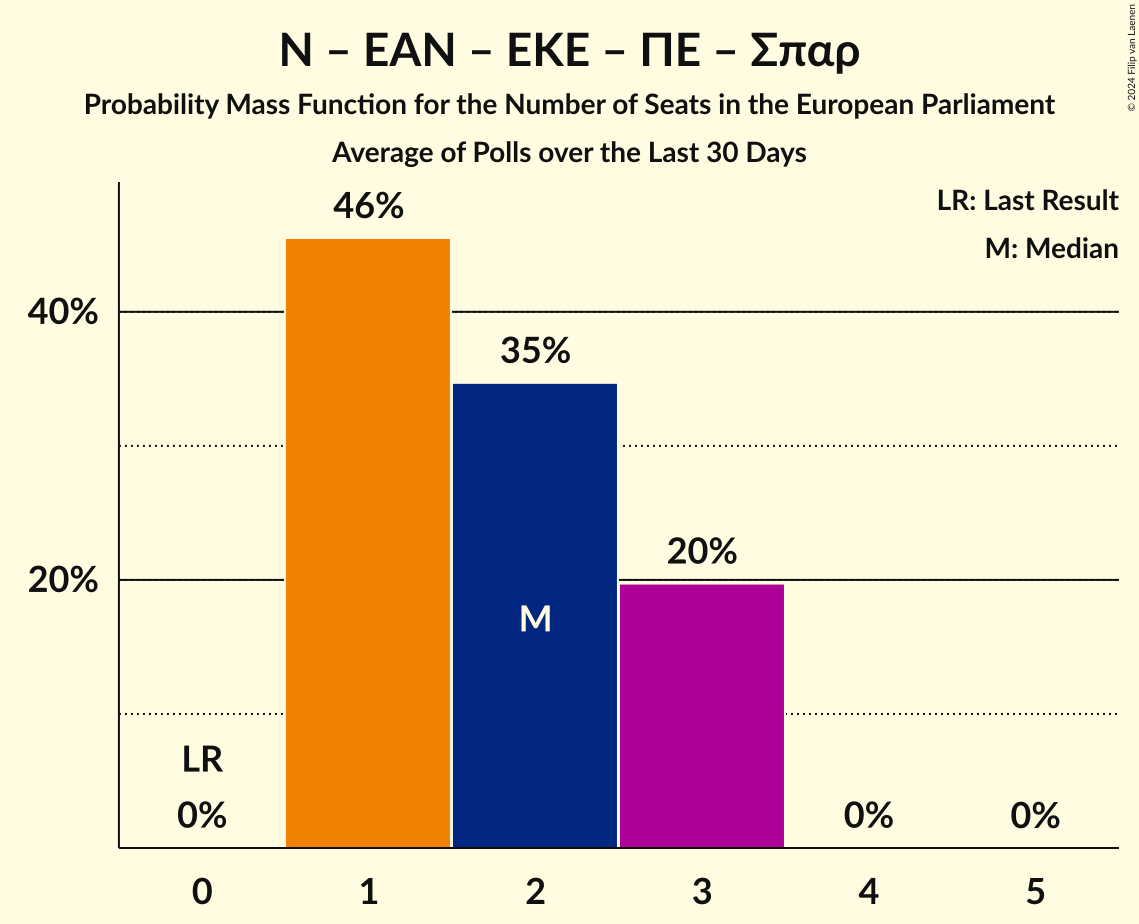 Ν – ΕΑΝ – ΕΚΕ – ΠΕ – Σπαρ
Probability Mass Function for the Number of Seats in the European Parliament
Average of Polls over the Last 30 Days
© 2024 Filip van Laenen
LR: Last Result
M: Median
46%
40%
35%
20%
20%
M
LR
0%
0%
0%
0 1 2 3 4 5